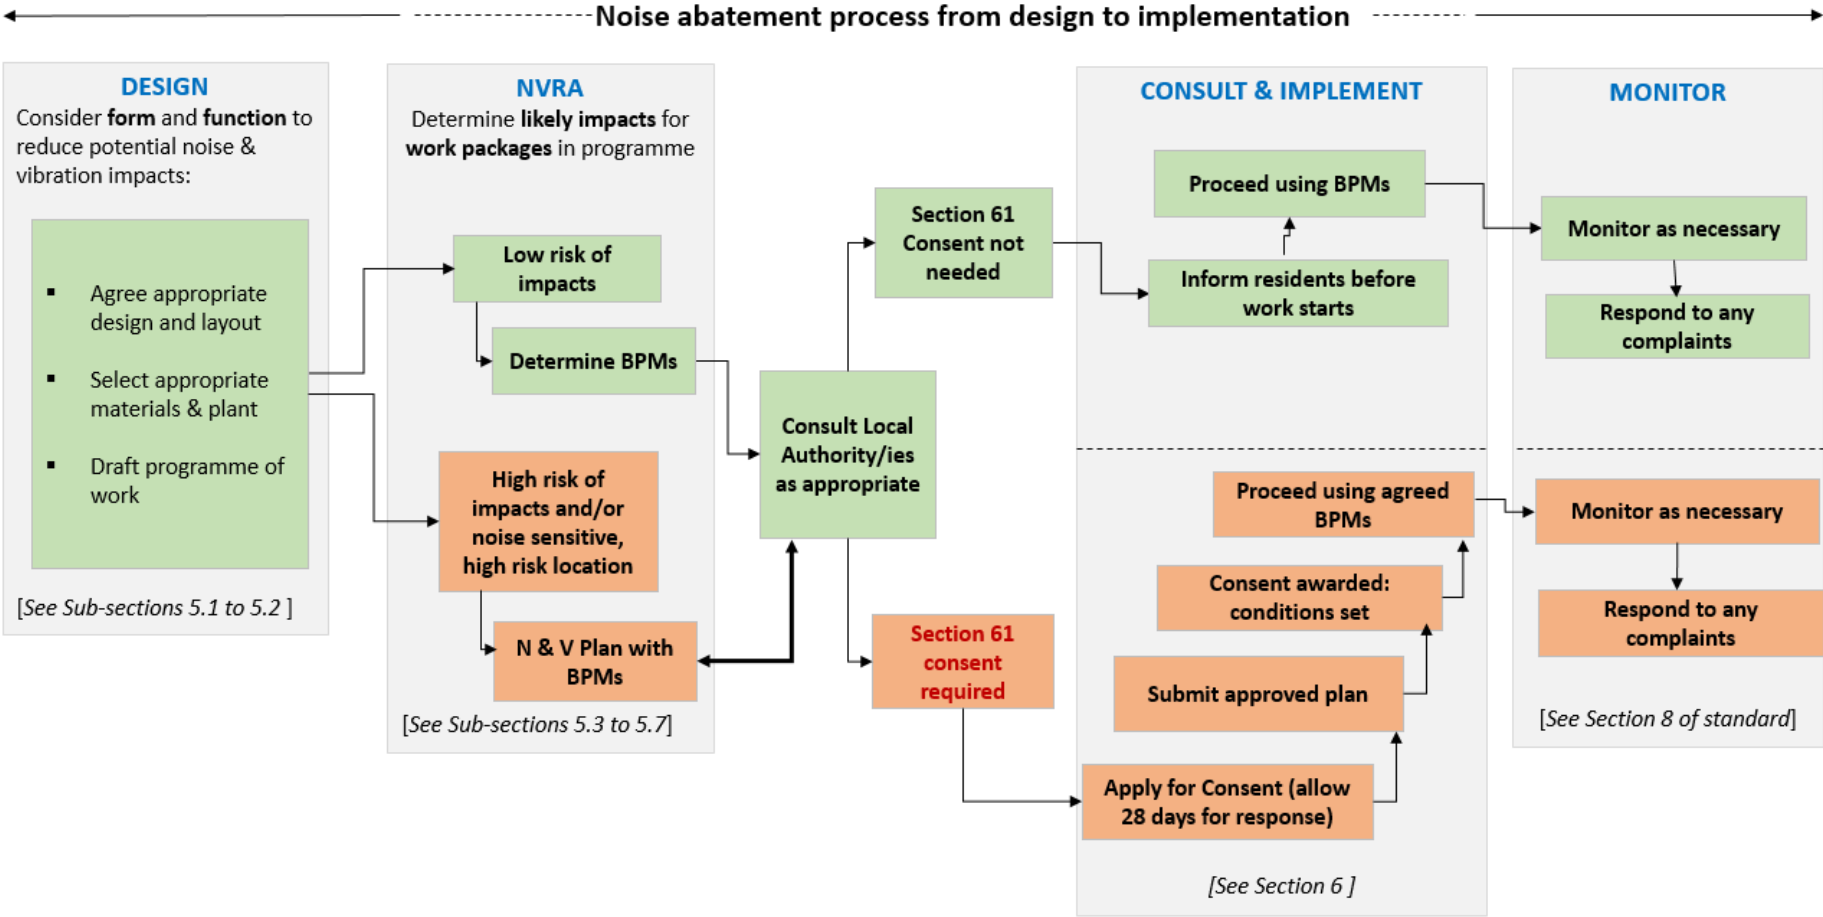 Noise abatement process from design to implementation
DESIGN
Consider form and function to
reduce potential noise &
vibration impacts:
▪ Agree appropriate
design and layout
▪ Select appropriate
materials & plant
▪ Draft programme of
work
[See Sub-sections 5.1 to 5.2 ]
NVRA
Determine likely impacts for
work packages in programme
Low risk of
impacts
Determine BPMs
High risk of
impacts and/or
noise sensitive,
high risk location
N & V Plan with
BPMs
[See Sub-sections 5.3 to 5.7]
Consult Local
Authority/ies
as appropriate
Section 61
Consent not
needed
Section 61
consent
required
CONSULT & IMPLEMENT
Proceed using BPMs
Inform residents before
work starts
Proceed using agreed
BPMs
Consent awarded:
conditions set
Submit approved plan
Apply for Consent (allow
28 days for response)
[See Section 6 ]
MONITOR
Monitor as necessary
Respond to any
complaints
Monitor as necessary
Respond to any
complaints
[See Section 8 of standard]